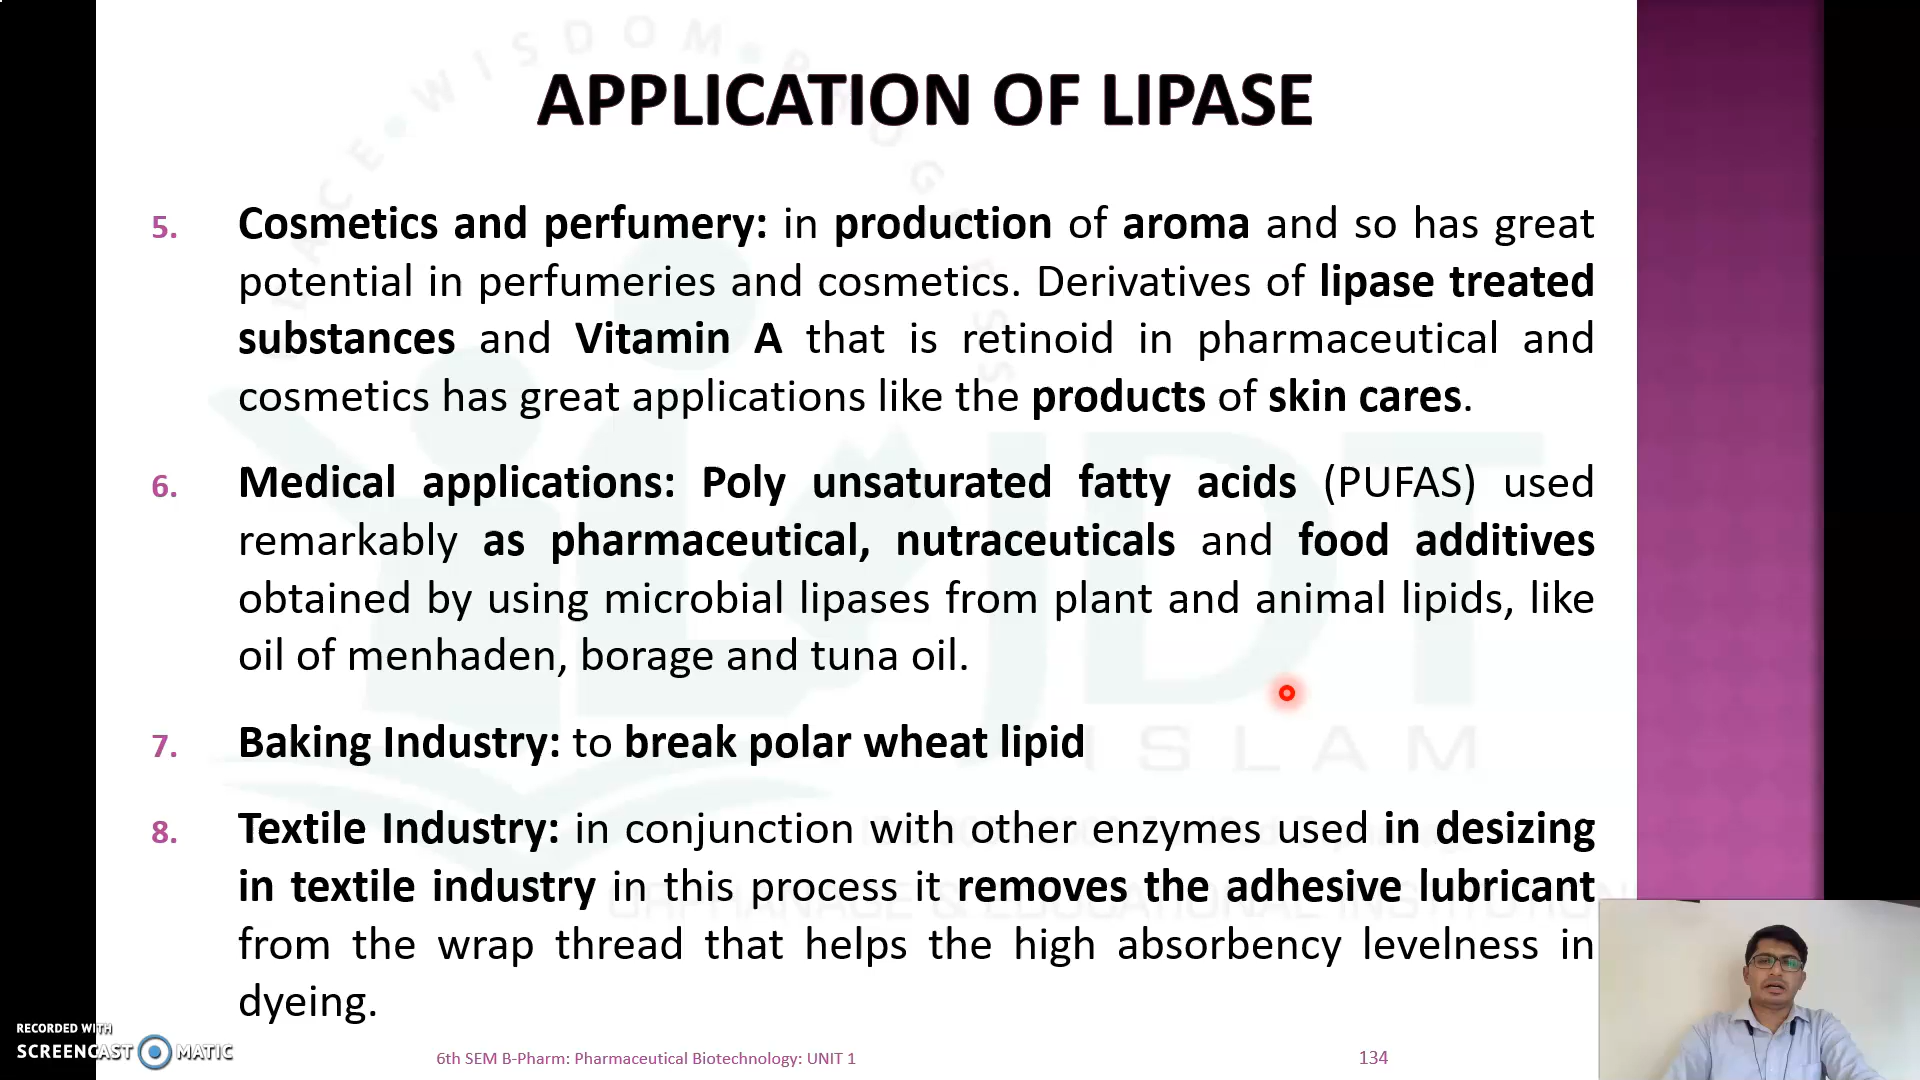 APPLICATION OF LIPASE
5. Cosmetics and perfumery: in production of aroma and so has great
potential in perfumeries and cosmetics. Derivatives of lipase treated
substances and Vitamin A that is retinoid in pharmaceutical and
cosmetics has great applications like the products of skin cares.
6. Medical applications: Poly unsaturated fatty acids (PUFAS) used
remarkably as pharmaceutical, nutraceuticals and food additives
obtained by using microbial lipases from plant and animal lipids, like
oil of menhaden, borage and tuna oil.
7. Baking Industry: to break polar wheat lipid
8. Textile Industry: in conjunction with other enzymes used in desizing
in textile industry in this process it removes the adhesive lubricant
from the wrap thread that helps the high absorbency levelness in
dyeing.
WISDOM
JDT
ISLAM
ORPHANAGE & EDUCATIONAL
RECORDED WITH
SCREENCAST MATIC
6th SEM B-Pharm: Pharmaceutical Biotechnology: UNIT 1
134